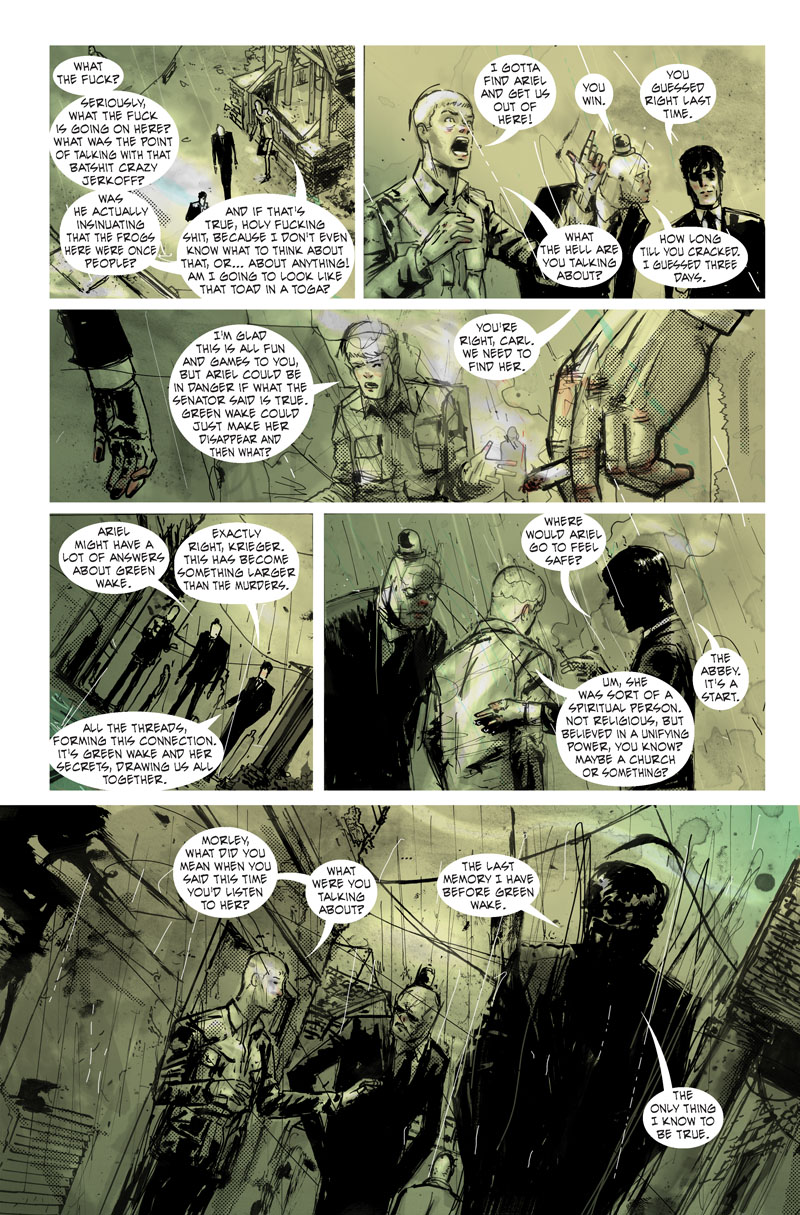 WHAT
THE FUCK?
SERIOUSLY,
WHAT THE FUCK
IS GOING ON HERE?
WHAT WAS THE POINT
OF TALKING WITH THAT
BATSHIT CRAZY
JERKOFF?
WAS
HE ACTUALLY
INSINUATING
THAT THE FROGS
HERE WERE ONCE
PEOPLE?
AND IF THAT'S
TRUE, HOLY FUCKING
SHIT, BECAUSE I DON'T EVEN
KNOW WHAT TO THINK ABOUT
THAT, OR... ABOUT ANYTHING!
AM I GOING TO LOOK LIKE
THAT TOAD IN A TOGA?
I GOTTA
FIND ARIEL
AND GET US
OUT OF
HERE!
YOU
WIN.
YOU
GUESSED
RIGHT LAST
TIME.
WHAT
THE HELL ARE
YOU TALKING
ABOUT?
HOW LONG
TILL YOU CRACKED.
I GUESSED THREE
DAYS.
I'M GLAD
THIS IS ALL FUN
AND GAMES TO YOU,
BUT ARIEL COULD BE
IN DANGER IF WHAT THE
SENATOR SAID IS TRUE.
GREEN WAKE COULD
JUST MAKE HER
DISAPPEAR AND
THEN WHAT?
YOU'RE
RIGHT, CARL.
WE NEED TO
FIND HER.
ARIEL
MIGHT HAVE A
LOT OF ANSWERS
ABOUT GREEN
WAKE.
EXACTLY
RIGHT, KRIEGER.
THIS HAS BECOME
SOMETHING LARGER
THAN THE MURDERS.
ALL THE THREADS,
FORMING THIS CONNECTION.
IT'S GREEN WAKE AND HER
SECRETS, DRAWING US ALL
TOGETHER.
WHERE
WOULD ARIEL
GO TO FEEL
SAFE?
UM, SHE
WAS SORT OF A
SPIRITUAL PERSON.
NOT RELIGIOUS, BUT
BELIEVED IN A UNIFYING
POWER, YOU KNOW?
MAYBE A CHURCH
OR SOMETHING?
THE
ABBEY.
IT'S A
START.
MORLEY,
WHAT DID YOU
MEAN WHEN YOU
SAID THIS TIME
YOU'D LISTEN
TO HER?
WHAT
WERE YOU
TALKING
ABOUT?
THE LAST
MEMORY I HAVE
BEFORE GREEN
WAKE.
THE
ONLY THING
I KNOW TO
BE TRUE.